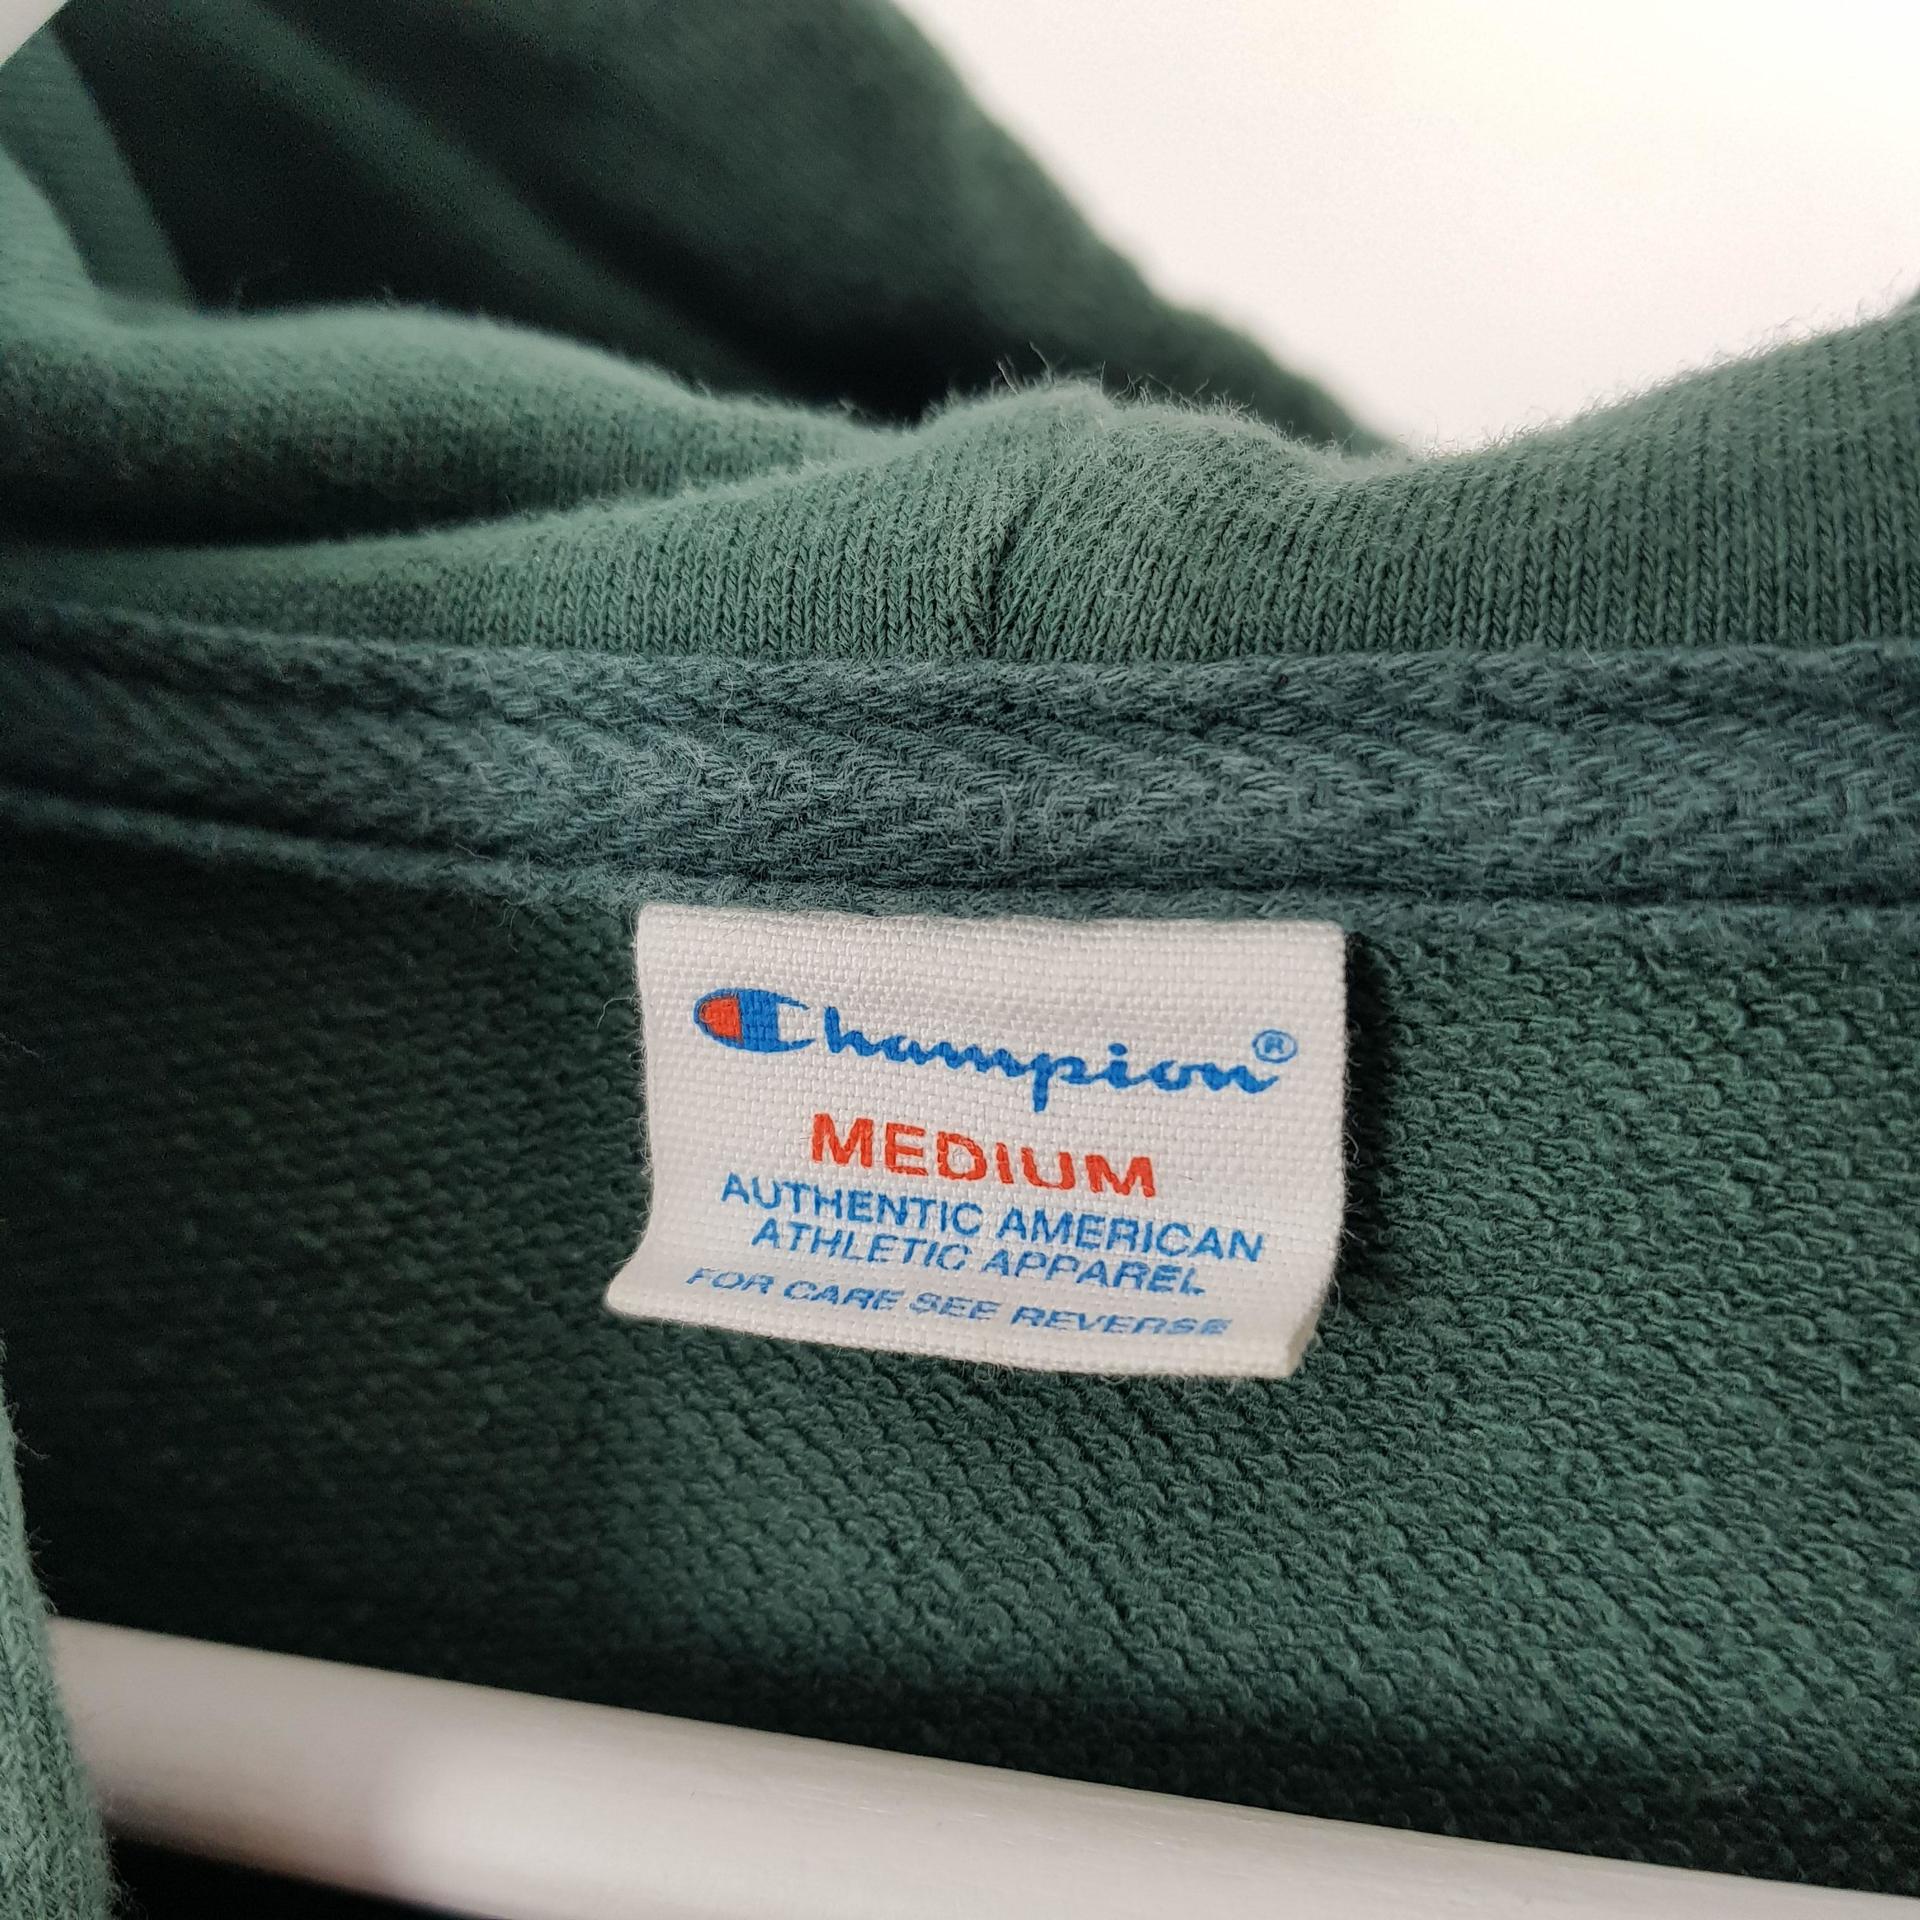 Champion®
MEDIUM
AUTHENTIC AMERICAN
ATHLETIC APPAREL
FOR CARE SEE REVERSE